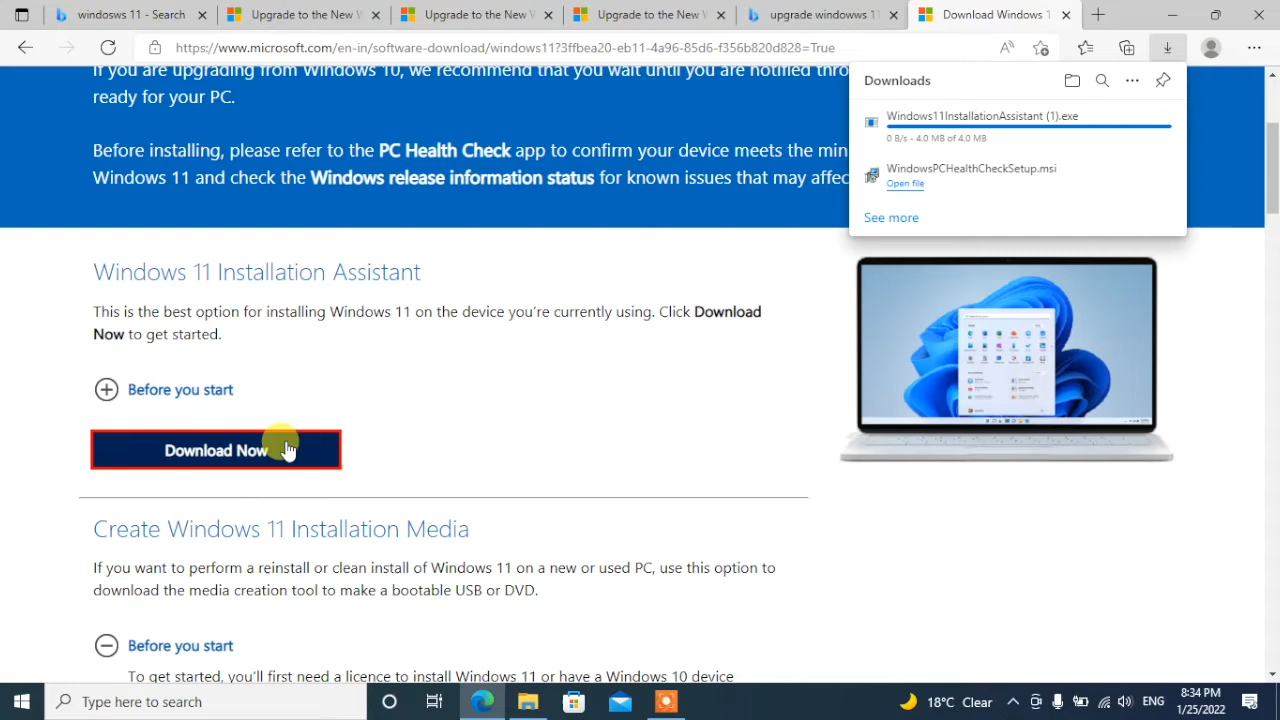 windows 11 - Search
Upgrade to the New W
Upgrade to the New W
Upgrade to the New W
upgrade windows 11
Download Windows 1
https://www.microsoft.com/en-in/software-download/windows11?3ffbea20-eb11-4a96-85d6-f356b820d828=True
If you are upgrading from Windows 10, we recommend that you wait until you are notified thro
ready for your PC.
Before installing, please refer to the PC Health Check app to confirm your device meets the min
Windows 11 and check the Windows release information status for known issues that may affec
Downloads
Windows11InstallationAssistant (1).exe
0 B/s - 4.0 MB of 4.0 MB
WindowsPCHealthCheckSetup.msi
Open file
See more
Windows 11 Installation Assistant
This is the best option for installing Windows 11 on the device you're currently using. Click Download
Now to get started.
Before you start
Download Now
Create Windows 11 Installation Media
If you want to perform a reinstall or clean install of Windows 11 on a new or used PC, use this option to
download the media creation tool to make a bootable USB or DVD.
Before you start
To get started, you'll first need a licence to install Windows 11 or have a Windows 10 device
Type here to search
18°C Clear
ENG
8:34 PM
1/25/2022